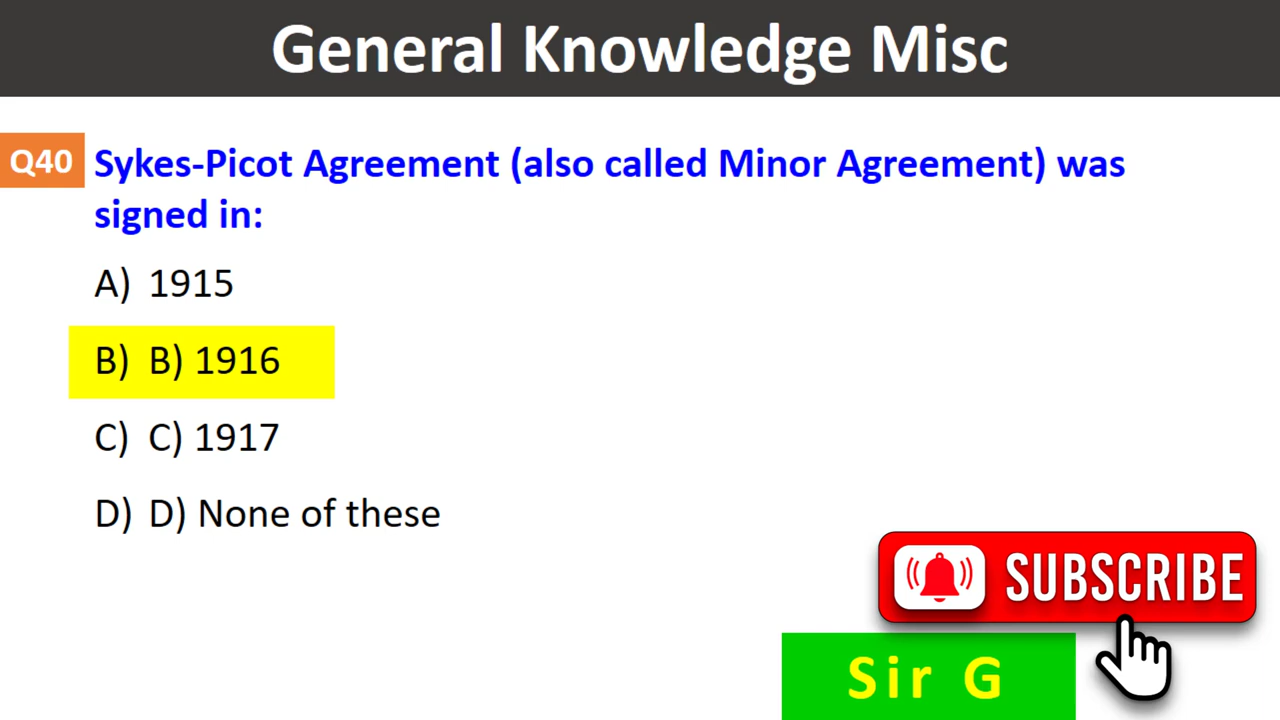 General Knowledge Misc
Q40 Sykes-Picot Agreement (also called Minor Agreement) was
signed in:
A) 1915
B) B) 1916
C) C) 1917
D) D) None of these
SUBSCRIBE
Sir G